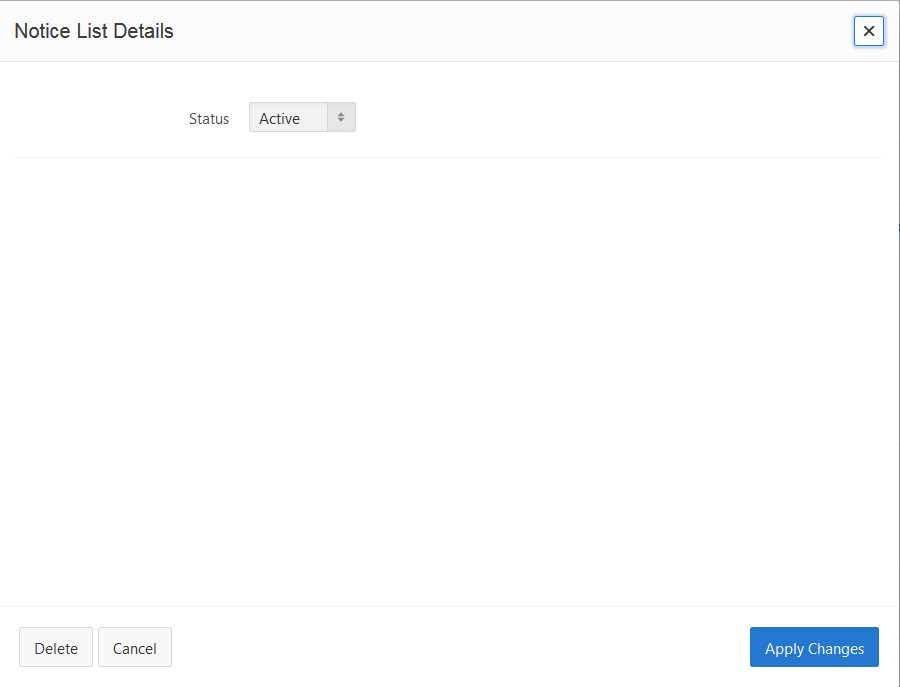 Notice List Details
Status Active
Delete Cancel Apply Changes